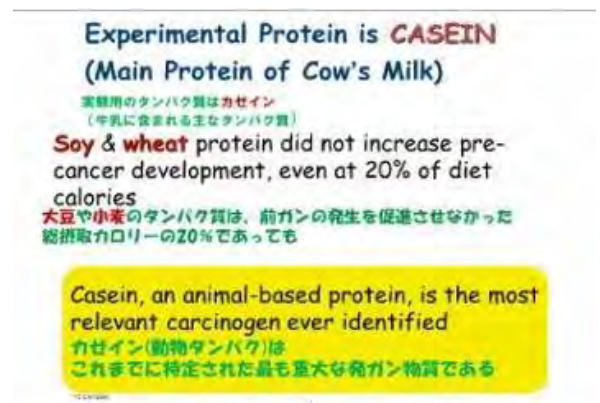 Experimental Protein is CASEIN
(Main Protein of Cow's Milk)
実験用のタンパク質はカゼイン
(牛乳に含まれる主なタンパク質)
Soy & wheat protein did not increase pre-
cancer development, even at 20% of diet
calories
大豆や小麦のタンパク質は、前ガンの発生を促進させなかった
総摂取カロリーの20%であっても
Casein, an animal-based protein, is the most
relevant carcinogen ever identified
カゼイン(動物タンパク)は
これまでに特定された最も重大な発ガン物質である